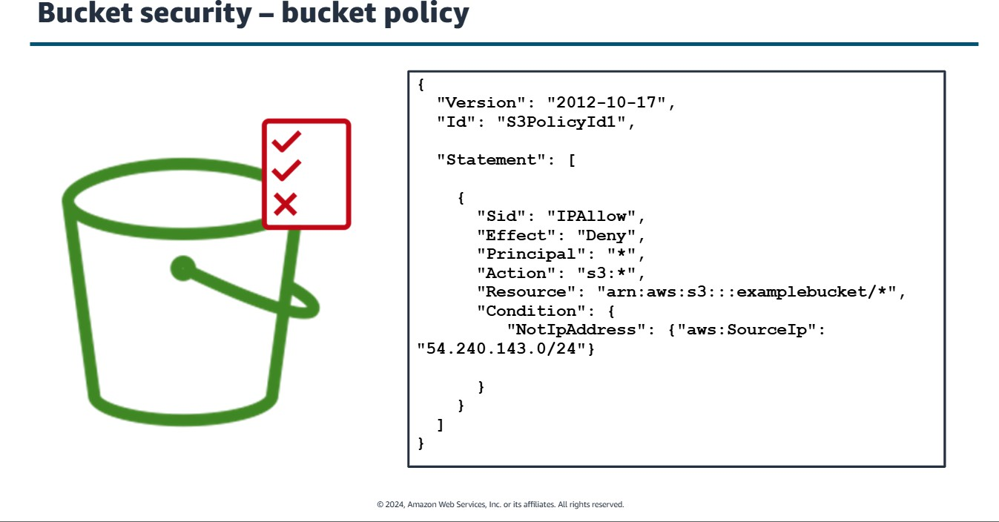 Bucket security – bucket policy
{
"Version": "2012-10-17",
"Id": "S3PolicyId1",
"Statement": [
{
"Sid": "IPAllow",
"Effect": "Deny",
"Principal": "*",
"Action": "s3:*",
"Resource": "arn:aws:s3:::examplebucket/*",
"Condition": {
"NotIpAddress": {"aws:SourceIp":
"54.240.143.0/24"}
}
}
]
}
© 2024, Amazon Web Services, Inc. or its affiliates. All rights reserved.